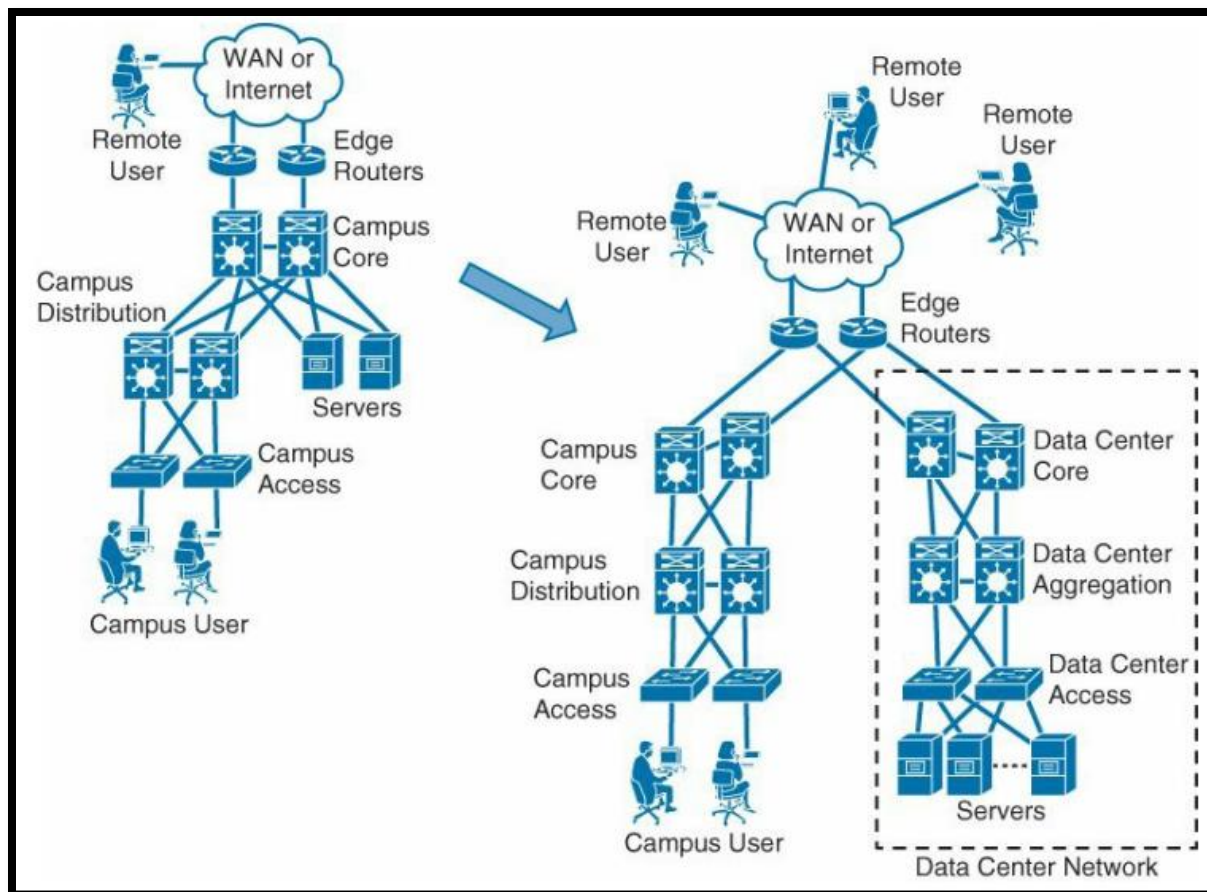 WAN or
Internet
Remote
User
Edge
Routers
Campus
Core
Campus
Distribution
Servers
Campus
Access
Campus User
Remote
User
Remote
User
Remote
User
WAN or
Internet
Edge
Routers
Campus
Core
Data Center
Core
Campus
Distribution
Data Center
Aggregation
Campus
Access
Data Center
Access
Servers
Campus User
Data Center Network